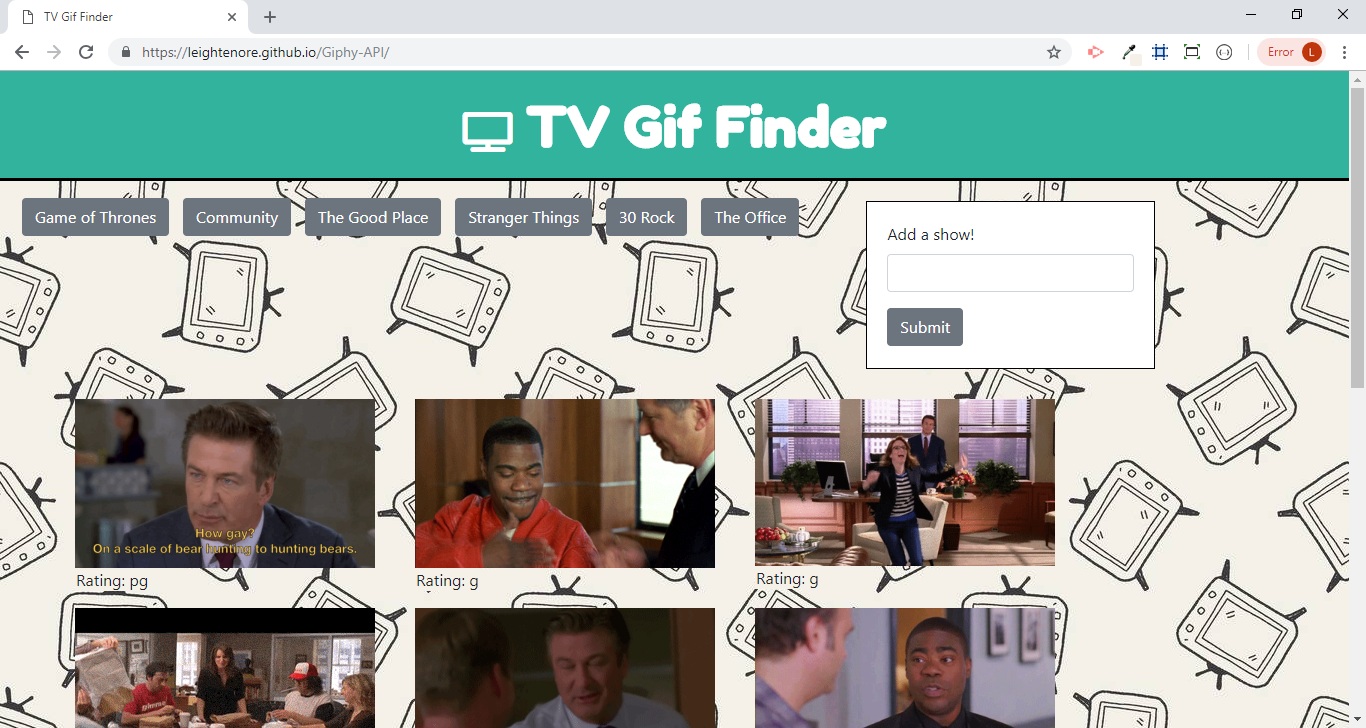 TV Gif Finder
https://leightenore.github.io/Giphy-API/
Error L
TV Gif Finder
Game of Thrones Community The Good Place Stranger Things 30 Rock The Office
Add a show!
Submit
How gay?
On a scale of bear hunting to hunting bears.
Rating: pg
Rating: g
Rating: g